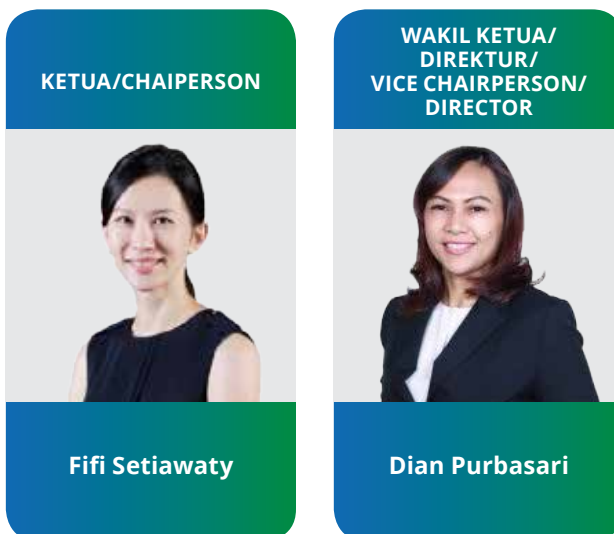 KETUA/CHAIPERSON
WAKIL KETUA/
DIREKTUR/
VICE CHAIRPERSON/
DIRECTOR
Fifi Setiawaty
Dian Purbasari